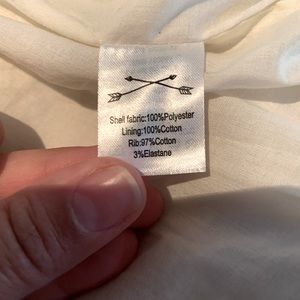 Shell fabric:100%Polyester
Lining:100%Cotton
Rib:97%Cotton
3%Elastane